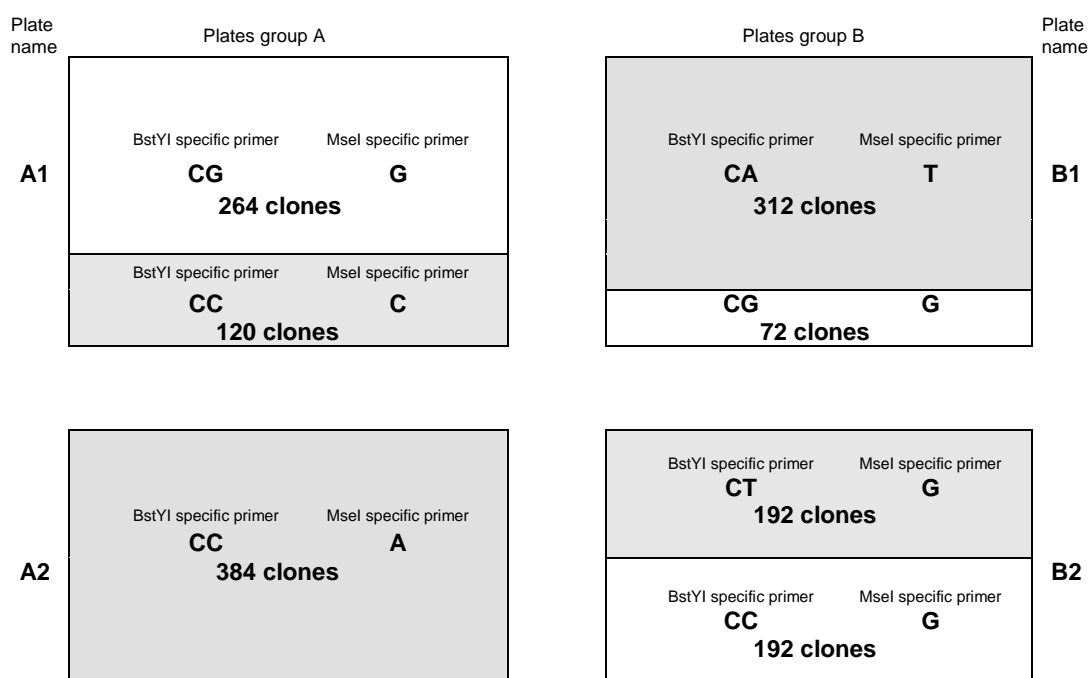 Plate
name
Plates group A
Plates group B
Plate
name
BstYI specific primer MseI specific primer
CG G
264 clones
A1
BstYI specific primer MseI specific primer
CC C
120 clones
BstYI specific primer MseI specific primer
CA T
312 clones
B1
CG G
72 clones
BstYI specific primer MseI specific primer
CC A
384 clones
A2
BstYI specific primer MseI specific primer
CT G
192 clones
B2
BstYI specific primer MseI specific primer
CC G
192 clones